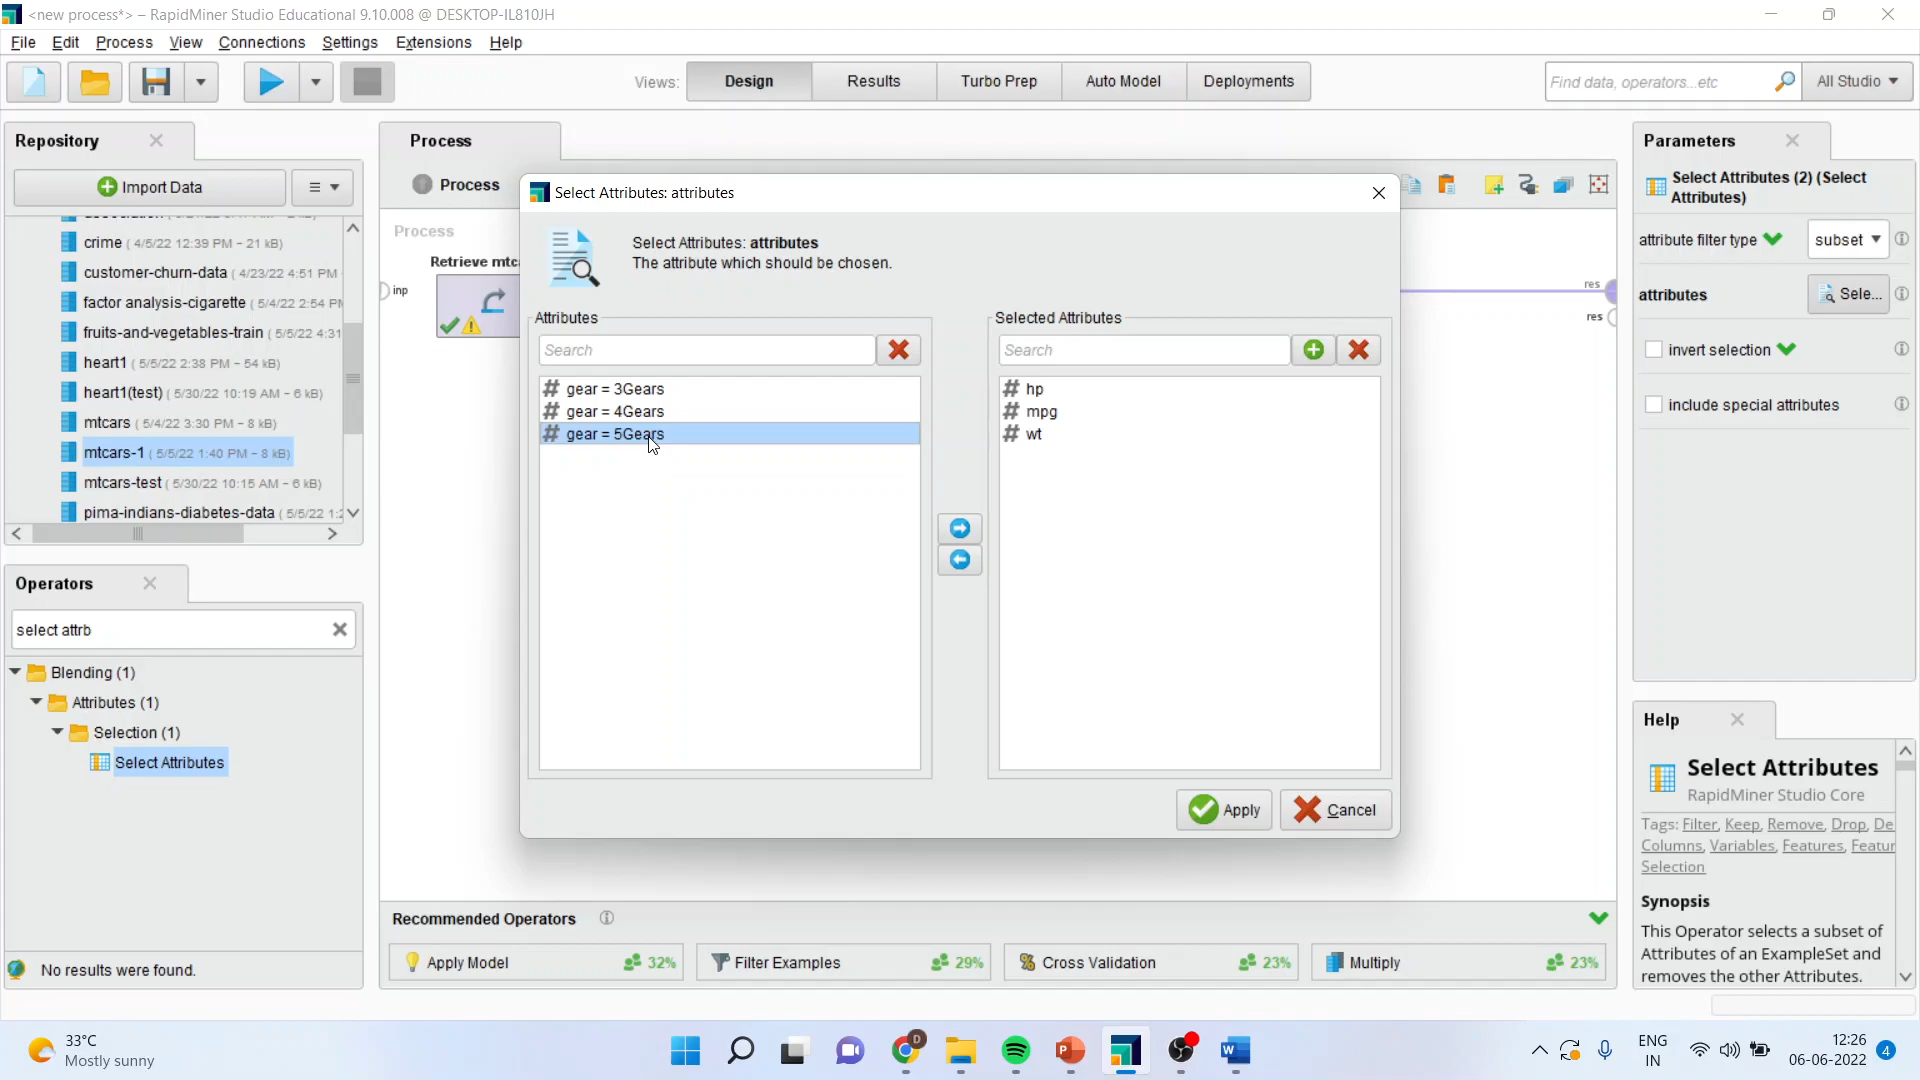 <new process*> – RapidMiner Studio Educational 9.10.008 @ DESKTOP-IL810JH
File Edit Process View Connections Settings Extensions Help
Views: Design Results Turbo Prep Auto Model Deployments
Find data, operators...etc
All Studio
Repository
Import Data
crime ( 4/5/22 12:39 PM – 21 kB)
customer-churn-data ( 4/23/22 4:51 PM
factor analysis-cigarette ( 5/4/22 2:54 PM
fruits-and-vegetables-train ( 5/5/22 4:31
heart1 ( 5/5/22 2:38 PM – 54 kB)
heart1(test) ( 5/30/22 10:19 AM – 6 kB)
mtcars ( 5/4/22 3:30 PM – 8 kB)
mtcars-1 ( 5/5/22 1:40 PM – 8 kB)
mtcars-test ( 5/30/22 10:15 AM – 6 kB)
pima-indians-diabetes-data ( 5/5/22 1:2
Operators
select attrb
Blending (1)
Attributes (1)
Selection (1)
Select Attributes
No results were found.
Process
Process
Process
Retrieve mtca
inp
res
res
Select Attributes: attributes
Select Attributes: attributes
The attribute which should be chosen.
Attributes
Search
gear = 3Gears
gear = 4Gears
gear = 5Gears
Selected Attributes
Search
hp
mpg
wt
Apply
Cancel
Recommended Operators
Apply Model 32%
Filter Examples 29%
Cross Validation 23%
Multiply 23%
Parameters
Select Attributes (2) (Select
Attributes)
attribute filter type subset
attributes Sele...
invert selection
include special attributes
Help
Select Attributes
RapidMiner Studio Core
Tags: Filter, Keep, Remove, Drop, De
Columns, Variables, Features, Featur
Selection
Synopsis
This Operator selects a subset of
Attributes of an ExampleSet and
removes the other Attributes.
33°C
Mostly sunny
D
ENG
IN
12:26
06-06-2022
4